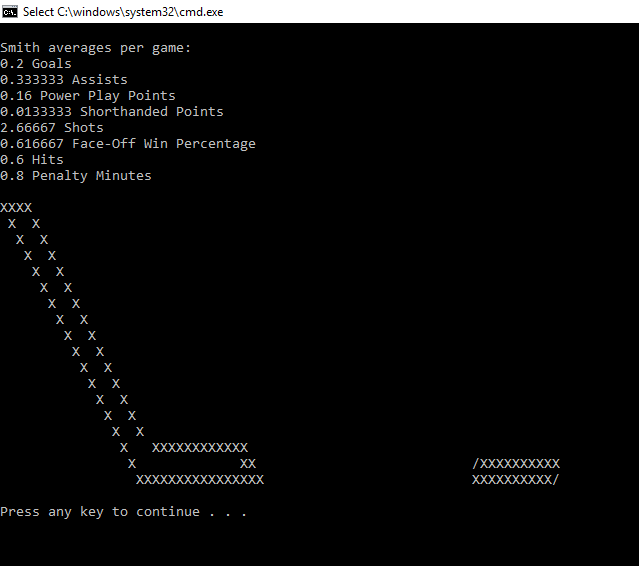 Select C:\windows\system32\cmd.exe
Smith averages per game:
0.2 Goals
0.333333 Assists
0.16 Power Play Points
0.0133333 Shorthanded Points
2.66667 Shots
0.616667 Face-Off Win Percentage
0.6 Hits
0.8 Penalty Minutes
XXXX
 X  X
  X  X
   X  X
    X  X
     X  X
      X  X
       X  X
        X  X
         X  X
          X  X
           X  X
            X  X
             X  X
              X  X
               X   XXXXXXXXXXXX
                X             XX                           /XXXXXXXXXX
                 XXXXXXXXXXXXXXXX                          XXXXXXXXXX/
Press any key to continue . . .